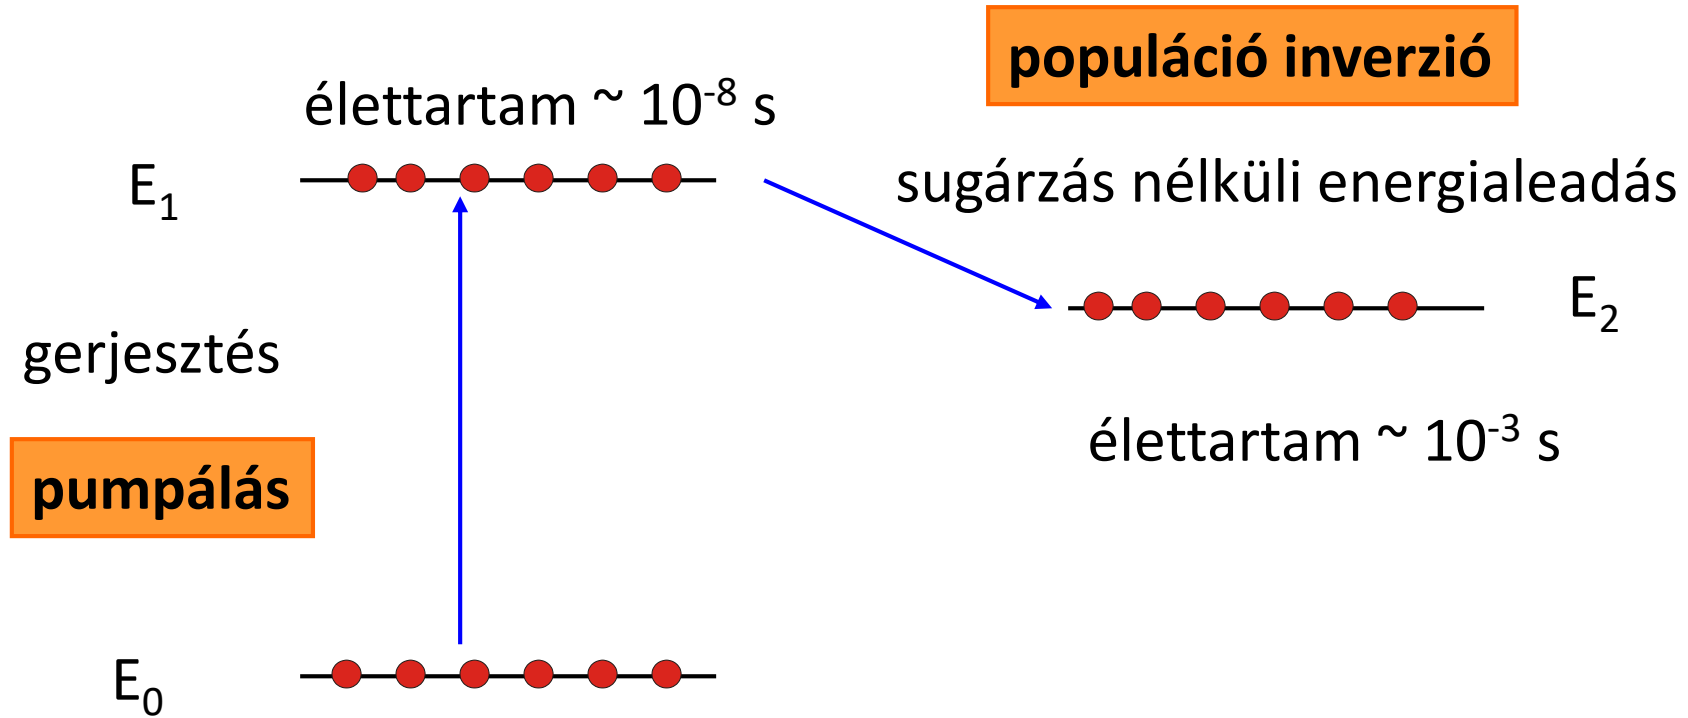 populáció inverzió
élettartam ~ 10⁻⁸ s
E₁
sugárzás nélküli energialeadás
E₂
gerjesztés
élettartam ~ 10⁻³ s
pumpálás
E₀